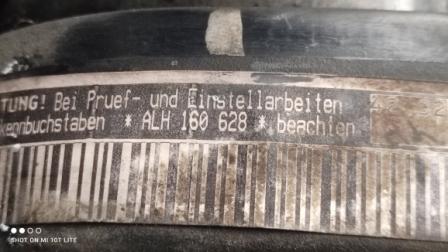 TUNG! Bei Pruef- und Einstellarbeiten
kennbuchstaben * ALH 160 628 * beachten
SHOT ON MI 10T LITE